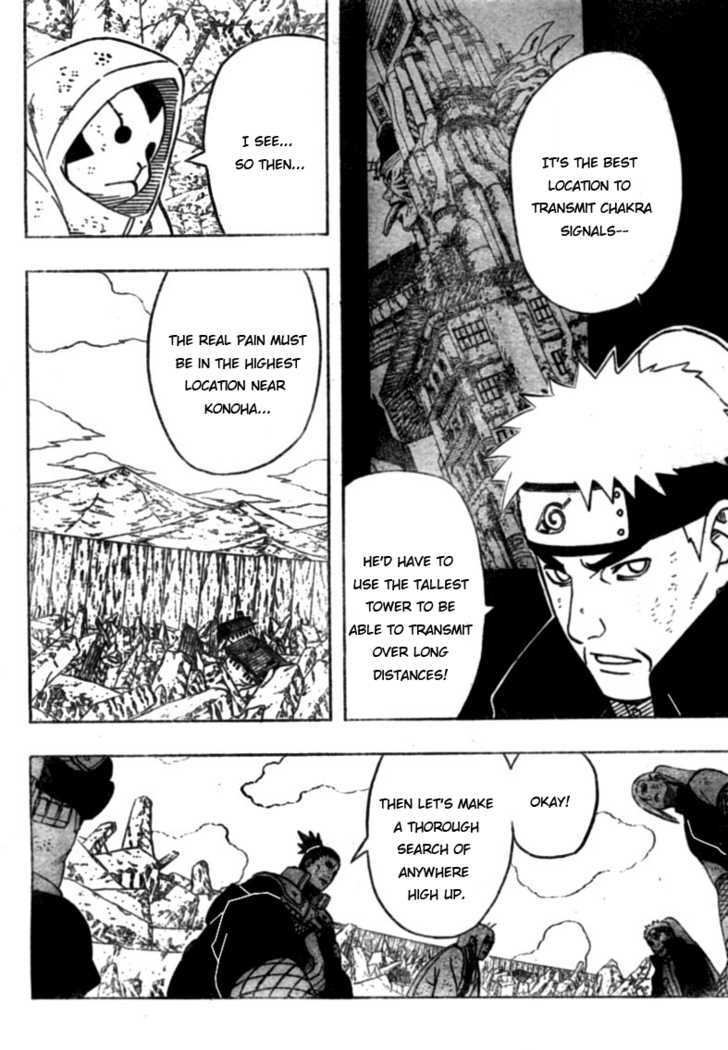 IT'S THE BEST
LOCATION TO
TRANSMIT CHAKRA
SIGNALS--
HE'D HAVE TO
USE THE TALLEST
TOWER TO BE
ABLE TO TRANSMIT
OVER LONG
DISTANCES!
I SEE...
SO THEN...
THE REAL PAIN MUST
BE IN THE HIGHEST
LOCATION NEAR
KONOHA...
OKAY!
THEN LET'S MAKE
A THOROUGH
SEARCH OF
ANYWHERE
HIGH UP.